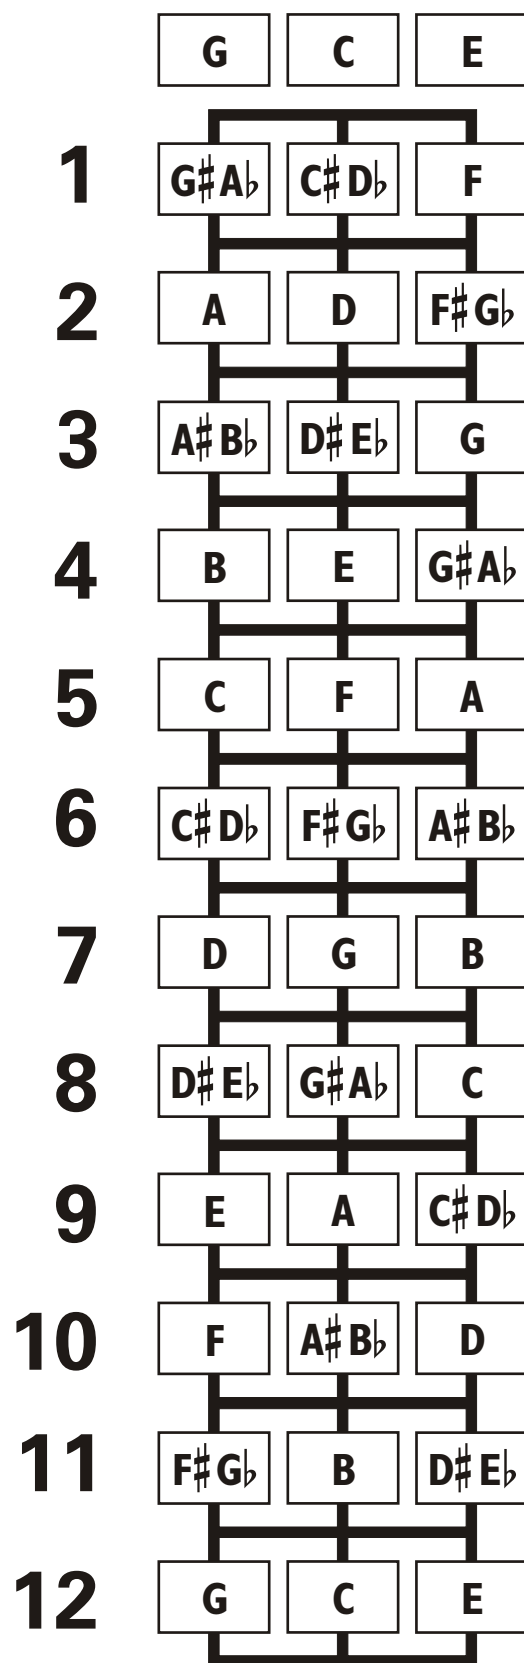 G C E
1 G♯A♭ C♯D♭ F
2 A D F♯G♭
3 A♯B♭ D♯E♭ G
4 B E G♯A♭
5 C F A
6 C♯D♭ F♯G♭ A♯B♭
7 D G B
8 D♯E♭ G♯A♭ C
9 E A C♯D♭
10 F A♯B♭ D
11 F♯G♭ B D♯E♭
12 G C E